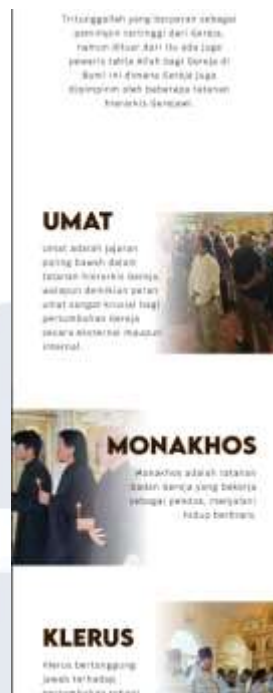 Tritunggallah yang berperan sebagai
pemimpin tertinggi dari Gereja,
namun diluar dari itu ada juga
pewaris tahta Allah bagi Gereja di
Bumi ini dimana Gereja juga
dipimpin oleh beberapa tatanan
hierarkis Gerejawi.
UMAT
Umat adalah jajaran
paling bawah dalam
tatanan hierarkis Gereja,
walaupun demikian peran
umat sangat krusial bagi
pertumbuhan Gereja
secara eksternal maupun
internal.
MONAKHOS
Monakhos adalah tatanan
badan Gereja yang bekerja
sebagai pendoa, menjalani
hidup bertiara.
KLERUS
Klerus bertanggung
jawab terhadap